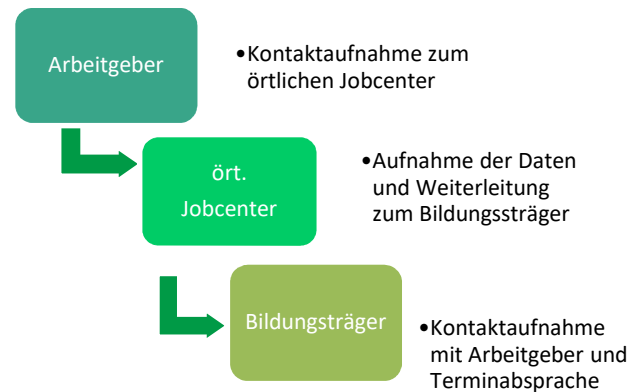 Arbeitgeber
•Kontaktaufnahme zum
örtlichen Jobcenter
ört.
Jobcenter
•Aufnahme der Daten
und Weiterleitung
zum Bildungssträger
Bildungsträger
•Kontaktaufnahme
mit Arbeitgeber und
Terminabsprache